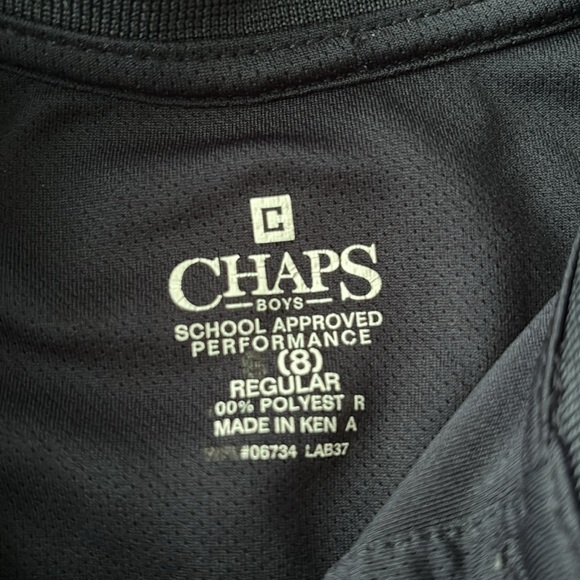 C
CHAPS
BOYS
SCHOOL APPROVED
PERFORMANCE
(8)
REGULAR
00% POLYEST R
MADE IN KEN A
#06734 LAB37